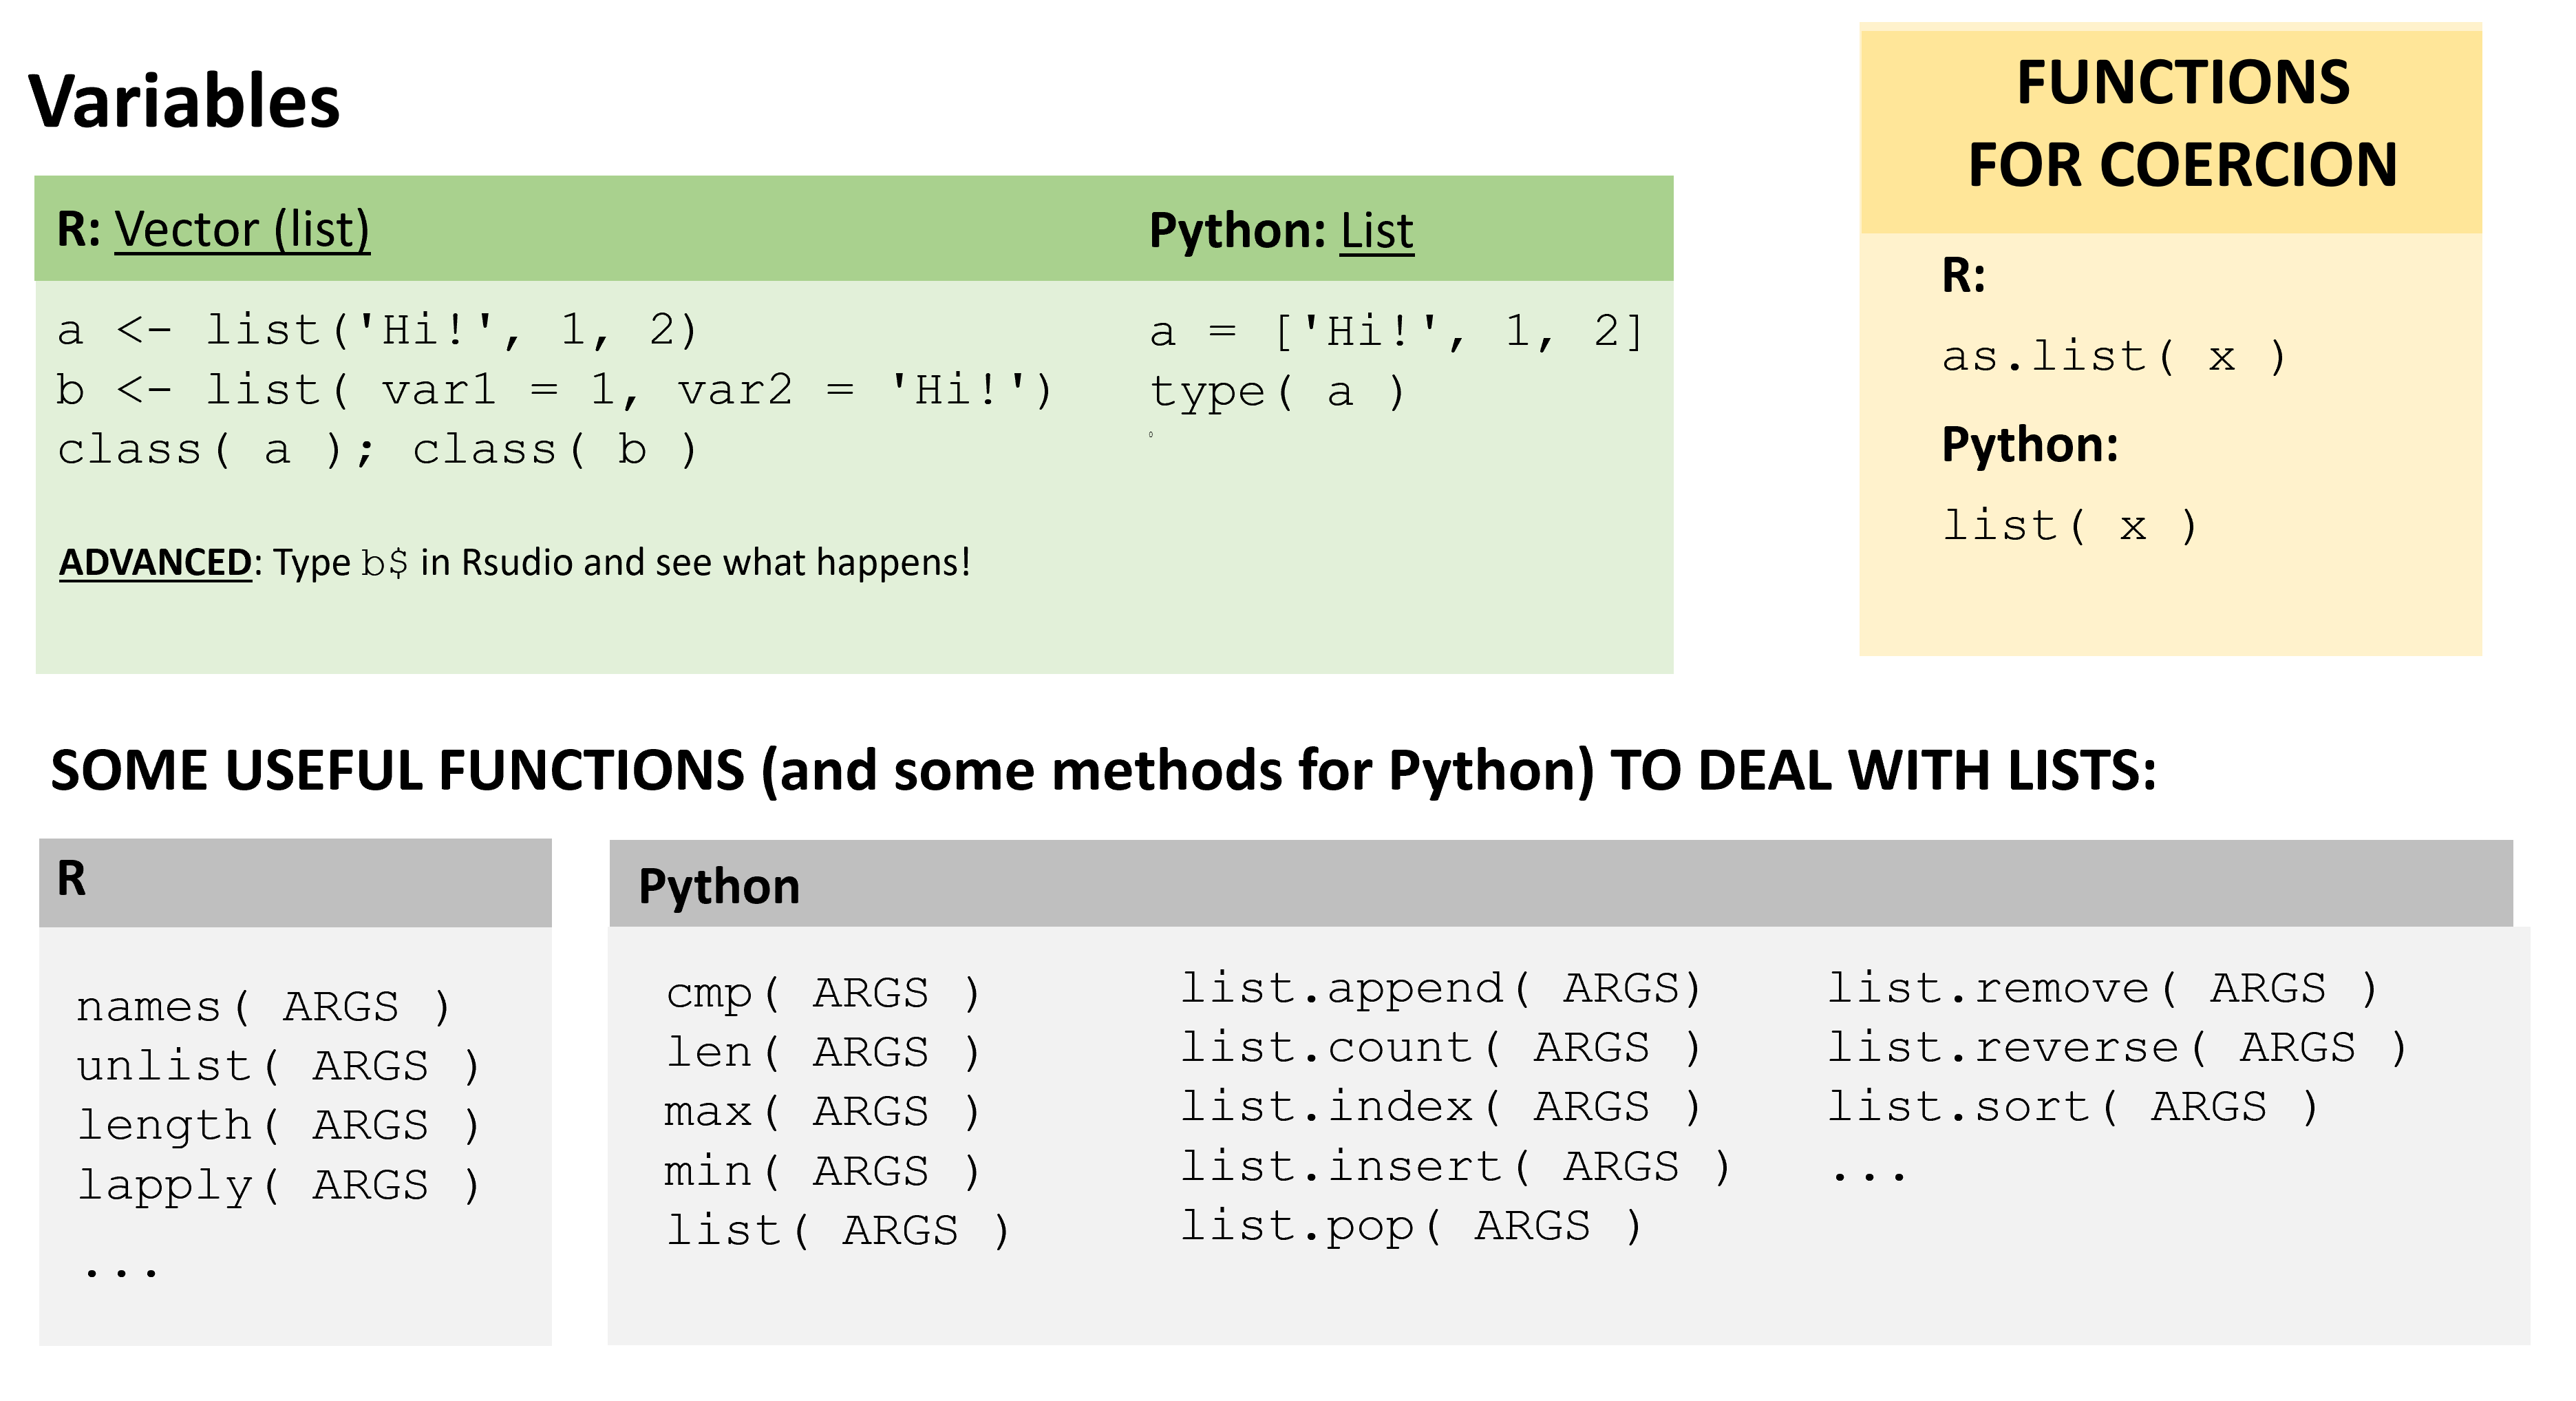 Variables
R: Vector (list)
a <- list('Hi!', 1, 2)
b <- list( var1 = 1, var2 = 'Hi!')
class( a ); class( b )
ADVANCED: Type b$ in Rsudio and see what happens!
Python: List
a = ['Hi!', 1, 2]
type( a )
FUNCTIONS
FOR COERCION
R:
as.list( x )
Python:
list( x )
SOME USEFUL FUNCTIONS (and some methods for Python) TO DEAL WITH LISTS:
R
names( ARGS )
unlist( ARGS )
length( ARGS )
lapply( ARGS )
...
Python
cmp( ARGS )
len( ARGS )
max( ARGS )
min( ARGS )
list( ARGS )
list.append( ARGS)
list.count( ARGS )
list.index( ARGS )
list.insert( ARGS )
list.pop( ARGS )
list.remove( ARGS )
list.reverse( ARGS )
list.sort( ARGS )
...